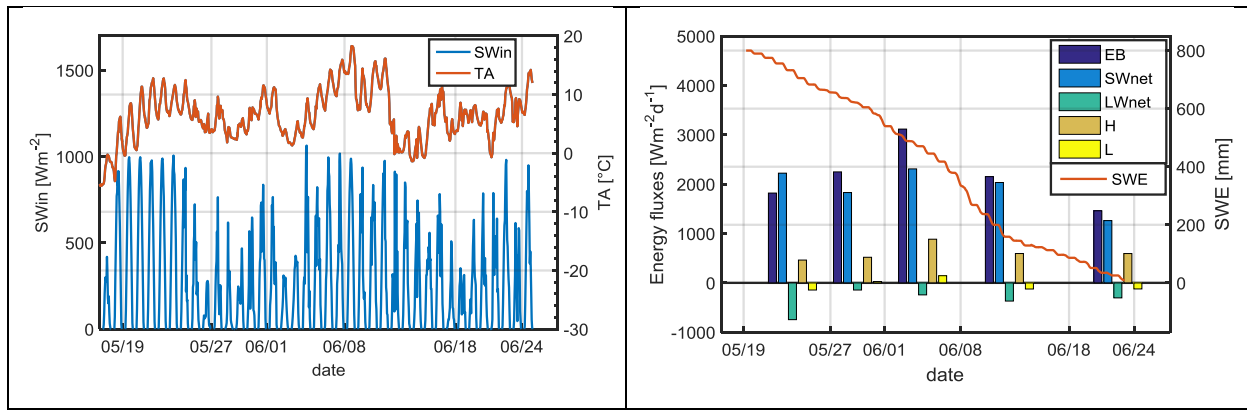 SWin
TA
1500
1000
500
0
SWin [Wm-2]
20
10
0
-10
-20
-30
TA [°C]
05/19 05/27 06/01 06/08 06/18 06/24
date
EB
SWnet
LWnet
H
L
SWE
5000
4000
3000
2000
1000
0
-1000
Energy fluxes [Wm-2d-1]
800
600
400
200
0
SWE [mm]
05/19 05/27 06/01 06/08 06/18 06/24
date